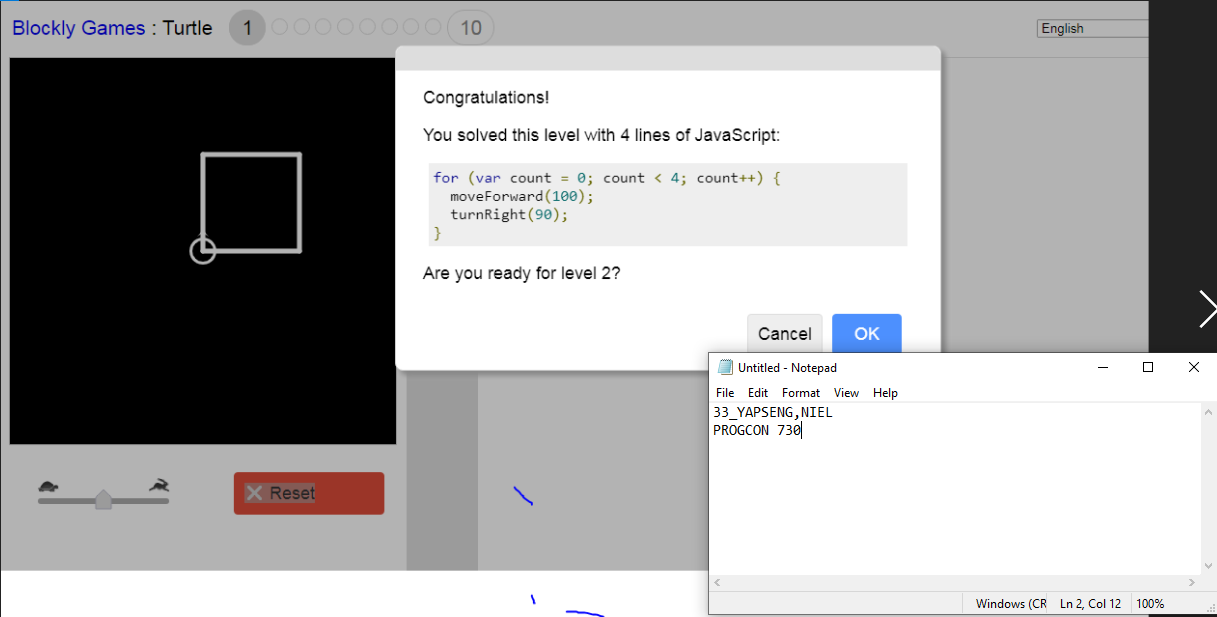 Blockly Games : Turtle 1 10
English
Congratulations!
You solved this level with 4 lines of JavaScript:
for (var count = 0; count < 4; count++) {
  moveForward(100);
  turnRight(90);
}
Are you ready for level 2?
Cancel OK
Reset
Untitled - Notepad
File Edit Format View Help
33_YAPSENG,NIEL
PROGCON 730
Windows (CR Ln 2, Col 12 100%